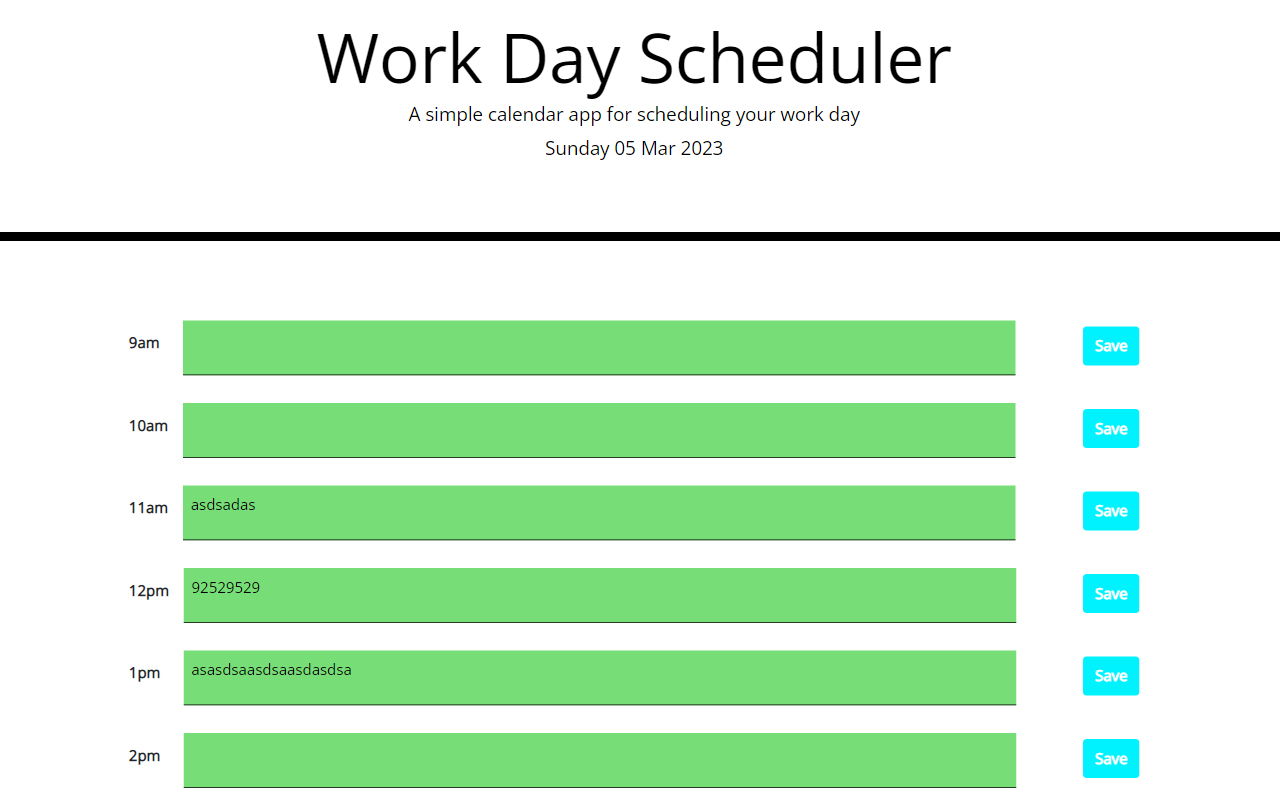 Work Day Scheduler
A simple calendar app for scheduling your work day
Sunday 05 Mar 2023
9am Save
10am Save
11am asdsadas Save
12pm 92529529 Save
1pm asasdsaasdsaasdasdsa Save
2pm Save